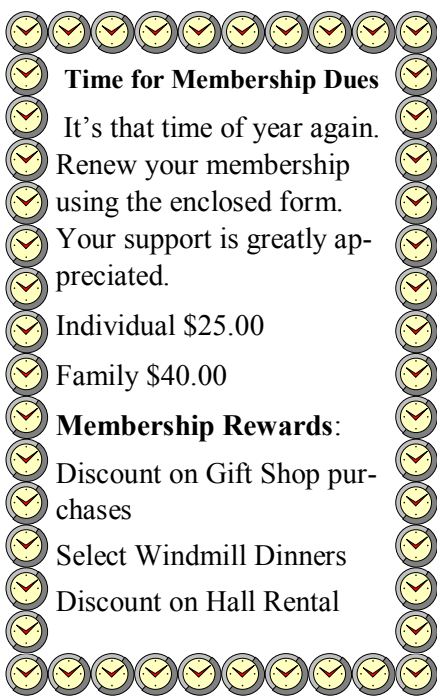 Time for Membership Dues
It’s that time of year again.
Renew your membership
using the enclosed form.
Your support is greatly ap-
preciated.
Individual $25.00
Family $40.00
Membership Rewards:
Discount on Gift Shop pur-
chases
Select Windmill Dinners
Discount on Hall Rental